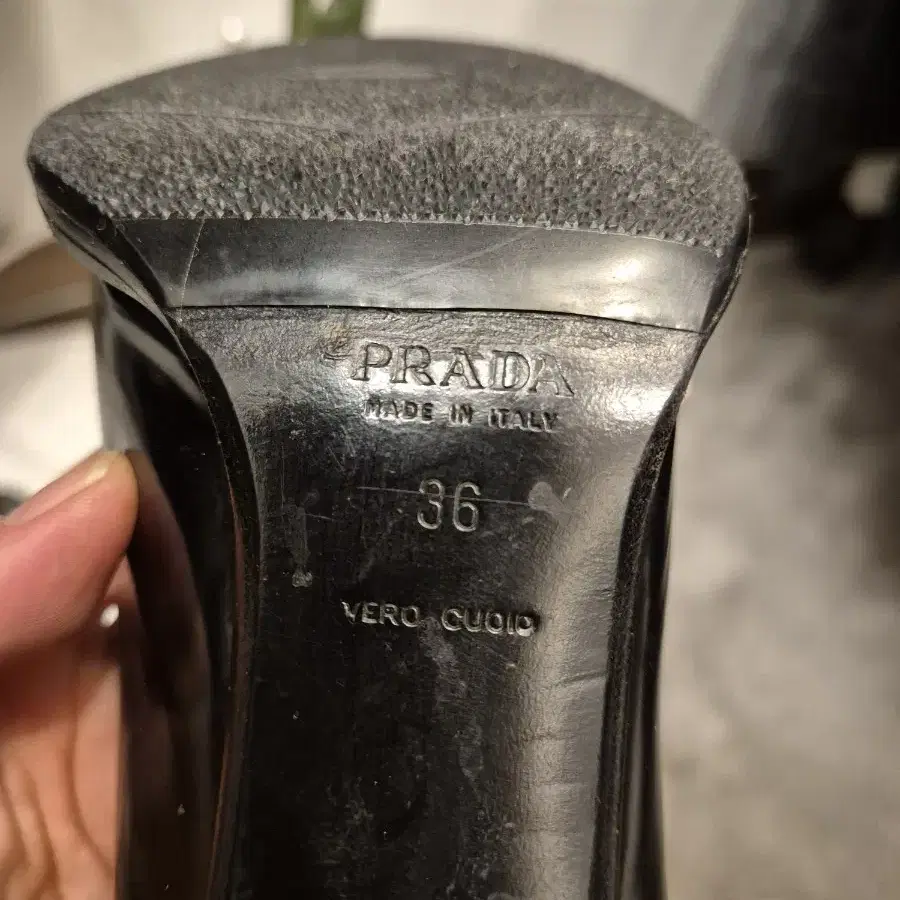 PRADA
MADE IN ITALY
36
VERO CUOIO